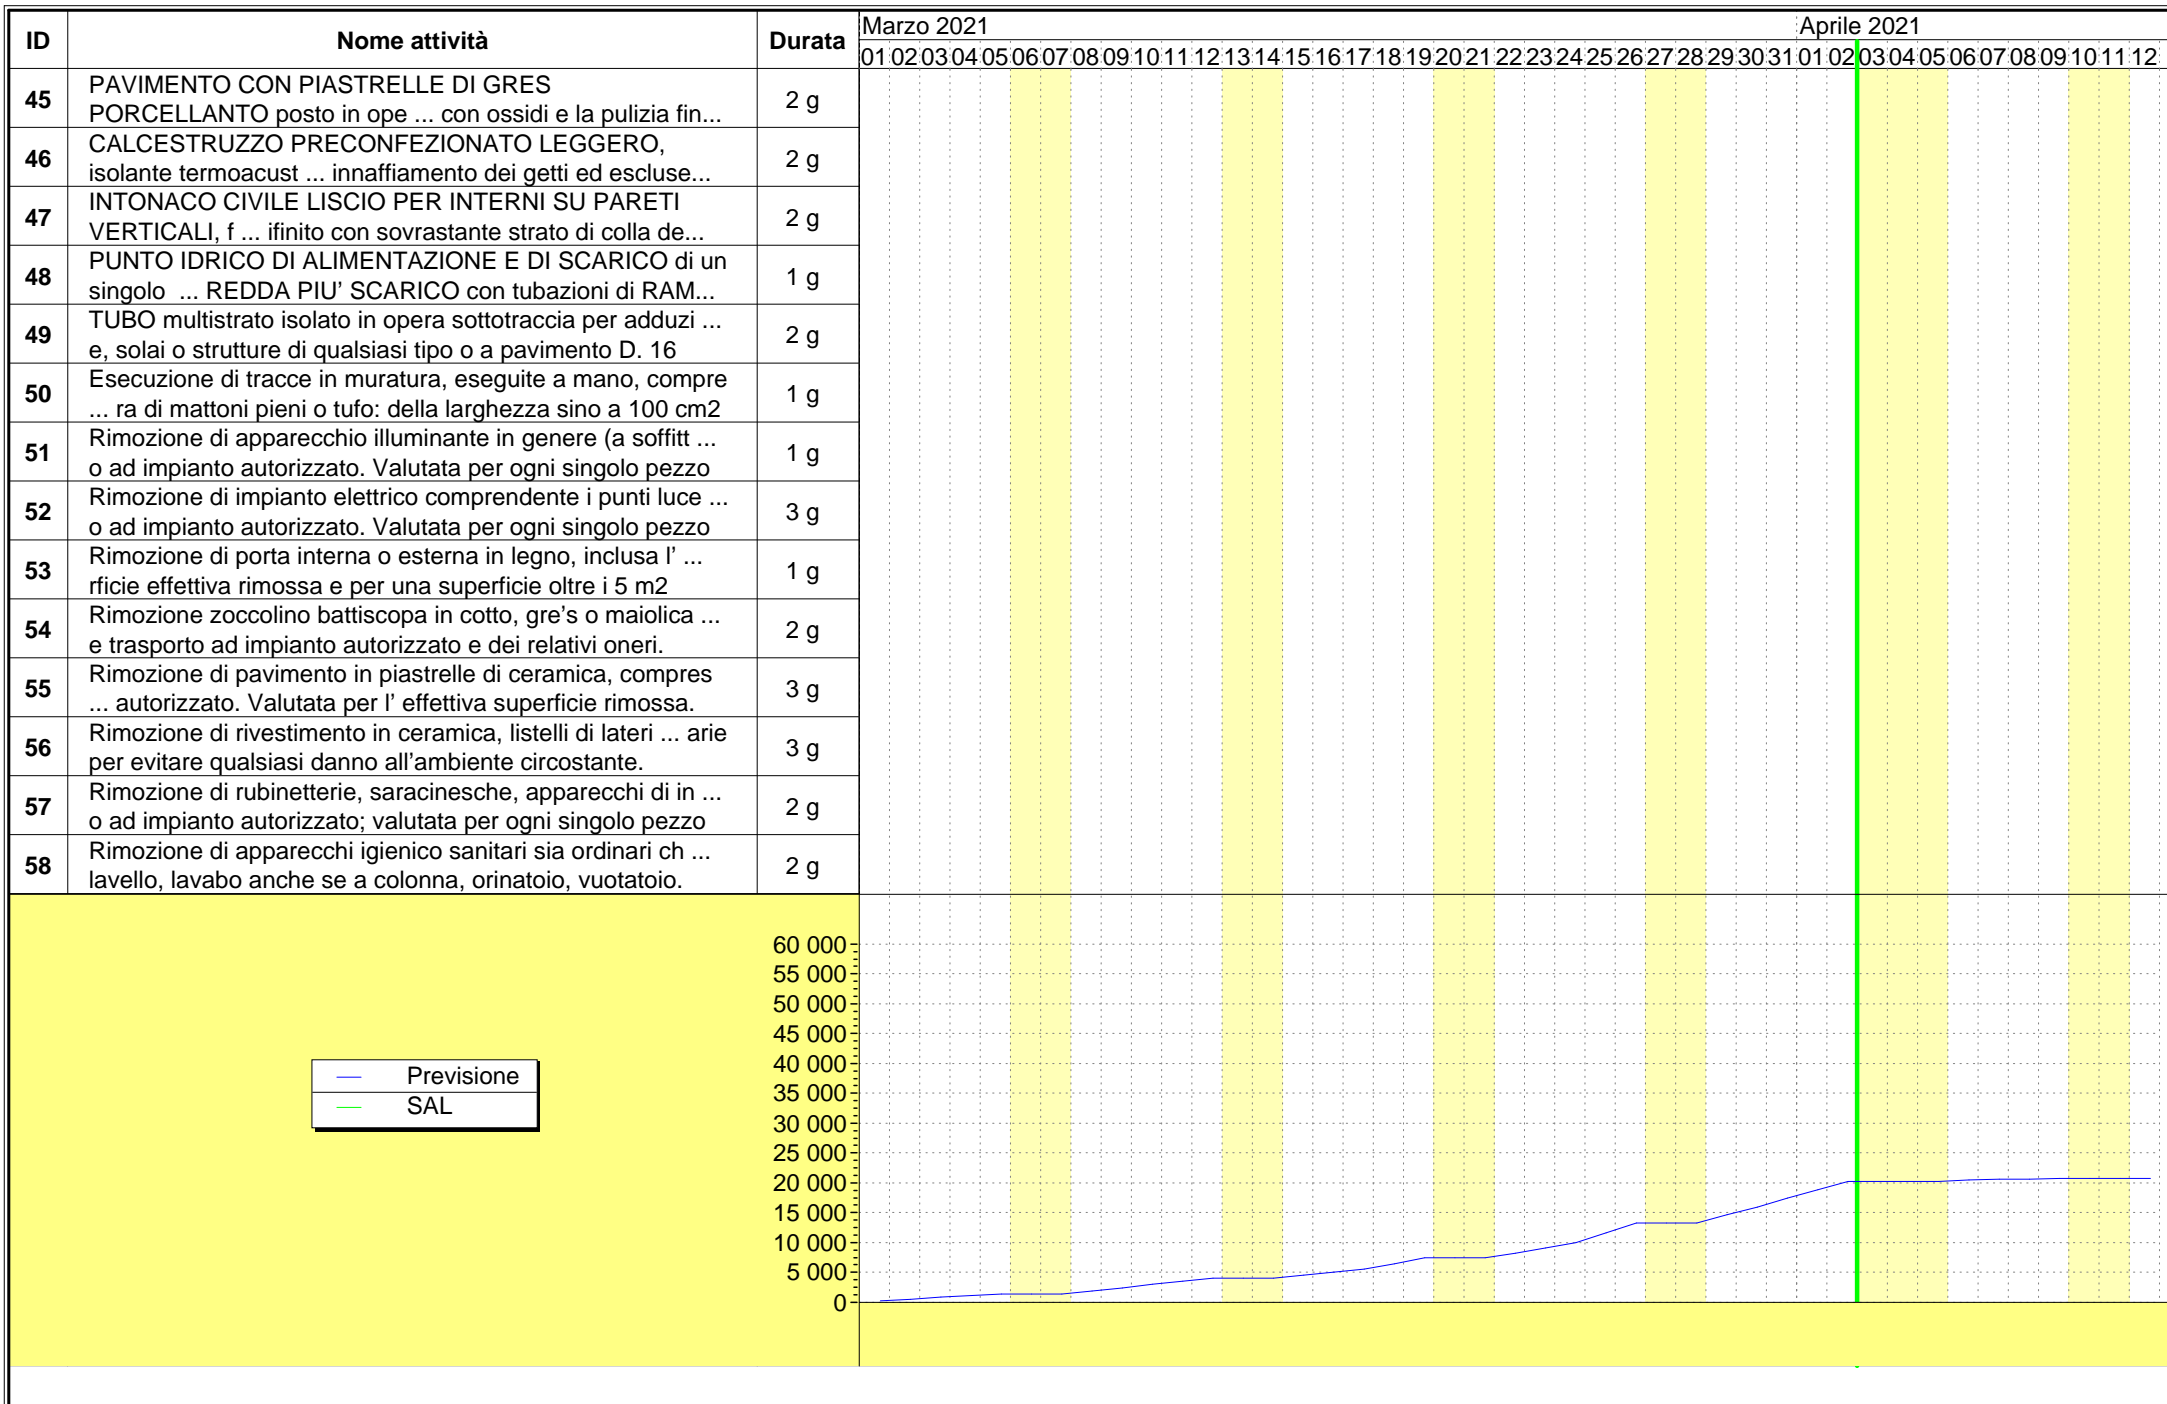 ID Nome attività Durata Marzo 2021 Aprile 2021
01 02 03 04 05 06 07 08 09 10 11 12 13 14 15 16 17 18 19 20 21 22 23 24 25 26 27 28 29 30 31 01 02 03 04 05 06 07 08 09 10 11 12
45 PAVIMENTO CON PIASTRELLE DI GRES
PORCELLANTO posto in ope ... con ossidi e la pulizia fin... 2 g
46 CALCESTRUZZO PRECONFEZIONATO LEGGERO,
isolante termoacust ... innaffiamento dei getti ed escluse... 2 g
47 INTONACO CIVILE LISCIO PER INTERNI SU PARETI
VERTICALI, f ... ifinito con sovrastante strato di colla de... 2 g
48 PUNTO IDRICO DI ALIMENTAZIONE E DI SCARICO di un
singolo ... REDDA PIU' SCARICO con tubazioni di RAM... 1 g
49 TUBO multistrato isolato in opera sottotraccia per adduzi ...
e, solai o strutture di qualsiasi tipo o a pavimento D. 16 2 g
50 Esecuzione di tracce in muratura, eseguite a mano, compre
... ra di mattoni pieni o tufo: della larghezza sino a 100 cm2 1 g
51 Rimozione di apparecchio illuminante in genere (a soffitt ...
o ad impianto autorizzato. Valutata per ogni singolo pezzo 1 g
52 Rimozione di impianto elettrico comprendente i punti luce ...
o ad impianto autorizzato. Valutata per ogni singolo pezzo 3 g
53 Rimozione di porta interna o esterna in legno, inclusa l' ...
rficie effettiva rimossa e per una superficie oltre i 5 m2 1 g
54 Rimozione zoccolino battiscopa in cotto, gre's o maiolica ...
e trasporto ad impianto autorizzato e dei relativi oneri. 2 g
55 Rimozione di pavimento in piastrelle di ceramica, compres
... autorizzato. Valutata per l' effettiva superficie rimossa. 3 g
56 Rimozione di rivestimento in ceramica, listelli di lateri ... arie
per evitare qualsiasi danno all'ambiente circostante. 3 g
57 Rimozione di rubinetterie, saracinesche, apparecchi di in ...
o ad impianto autorizzato; valutata per ogni singolo pezzo 2 g
58 Rimozione di apparecchi igienico sanitari sia ordinari ch ...
lavello, lavabo anche se a colonna, orinatoio, vuotatoio. 2 g
60 000
55 000
50 000
45 000
40 000
35 000
30 000
25 000
20 000
15 000
10 000
5 000
0
Previsione
SAL